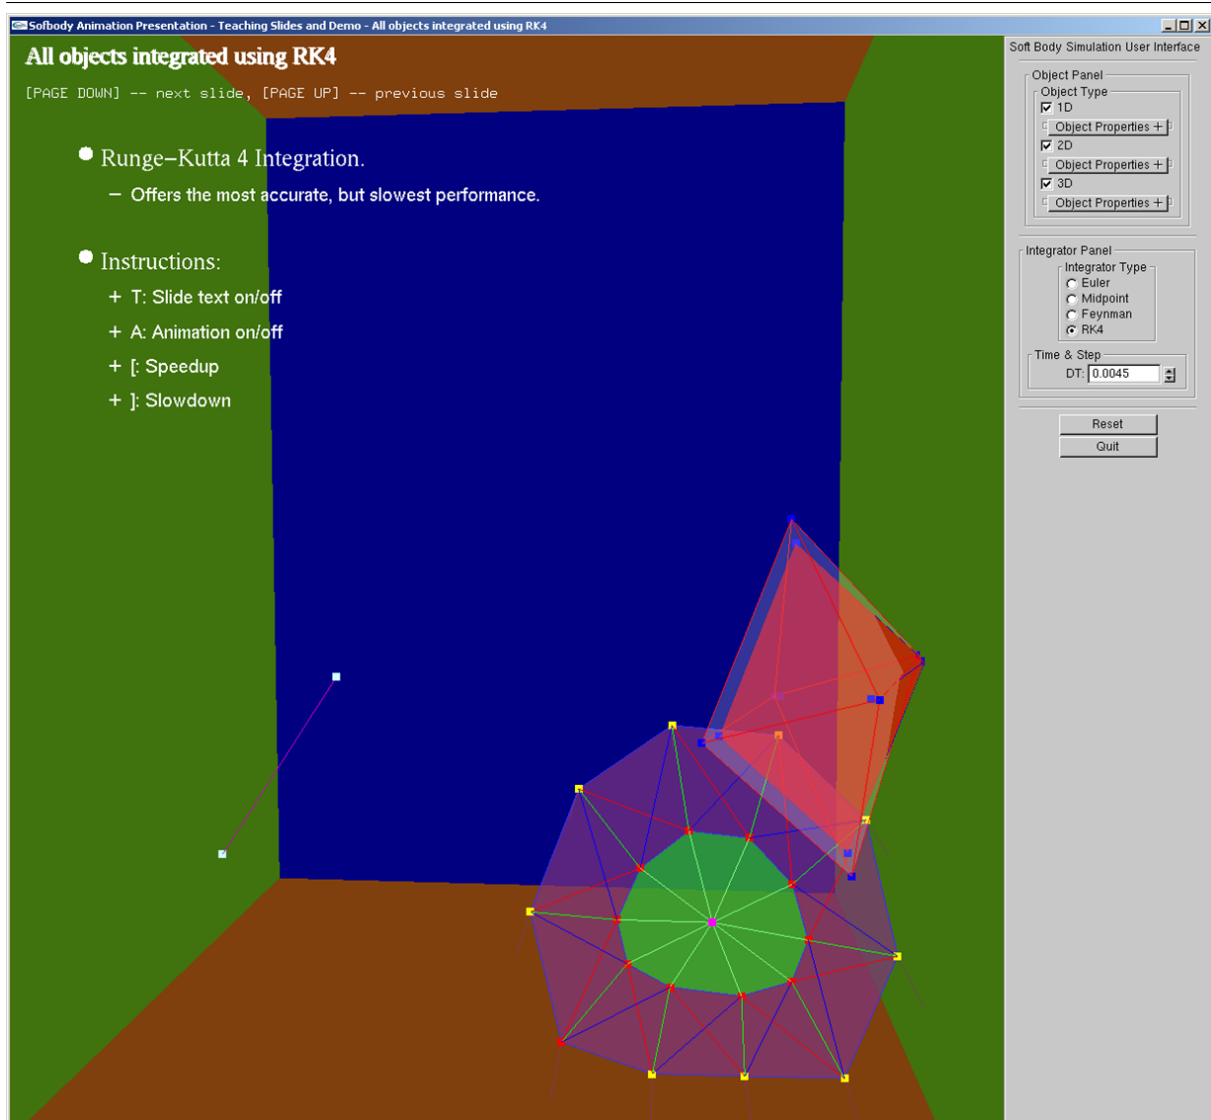 Sofbody Animation Presentation - Teaching Slides and Demo - All objects integrated using RK4
All objects integrated using RK4
[PAGE DOWN] -- next slide, [PAGE UP] -- previous slide
Runge-Kutta 4 Integration.
– Offers the most accurate, but slowest performance.
Instructions:
+ T: Slide text on/off
+ A: Animation on/off
+ [: Speedup
+ ]: Slowdown
Soft Body Simulation User Interface
Object Panel
Object Type
1D
Object Properties +
2D
Object Properties +
3D
Object Properties +
Integrator Panel
Integrator Type
Euler
Midpoint
Feynman
RK4
Time & Step
DT: 0.0045
Reset
Quit